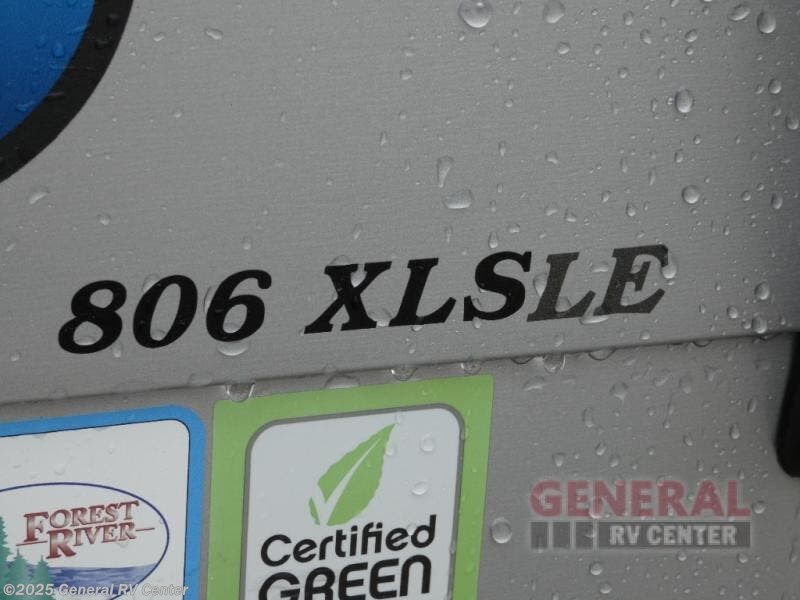 806 XLSLE
FOREST
RIVER
Certified
GREEN
GENERAL
RV CENTER
©2025 General RV Center